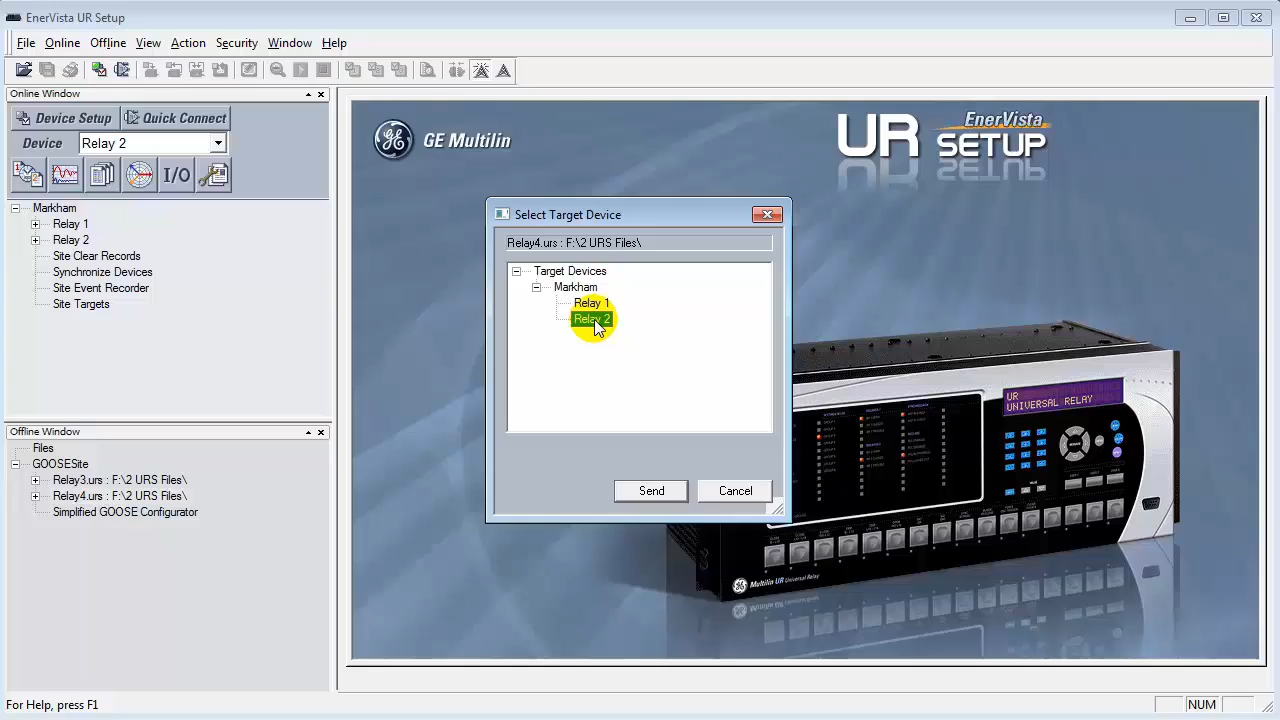 EnerVista UR Setup
File Online Offline View Action Security Window Help
Online Window
Device Setup Quick Connect
Device Relay 2
I/O
Markham
Relay 1
Relay 2
Site Clear Records
Synchronize Devices
Site Event Recorder
Site Targets
Offline Window
Files
GOOSESite
Relay3.urs : F:\2 URS Files\
Relay4.urs : F:\2 URS Files\
Simplified GOOSE Configurator
GE Multilin
UR EnerVista
SETUP
Select Target Device
Relay4.urs : F:\2 URS Files\
Target Devices
Markham
Relay 1
Relay 2
Send Cancel
UR
UNIVERSAL RELAY
Multilin UR Universal Relay
For Help, press F1
NUM